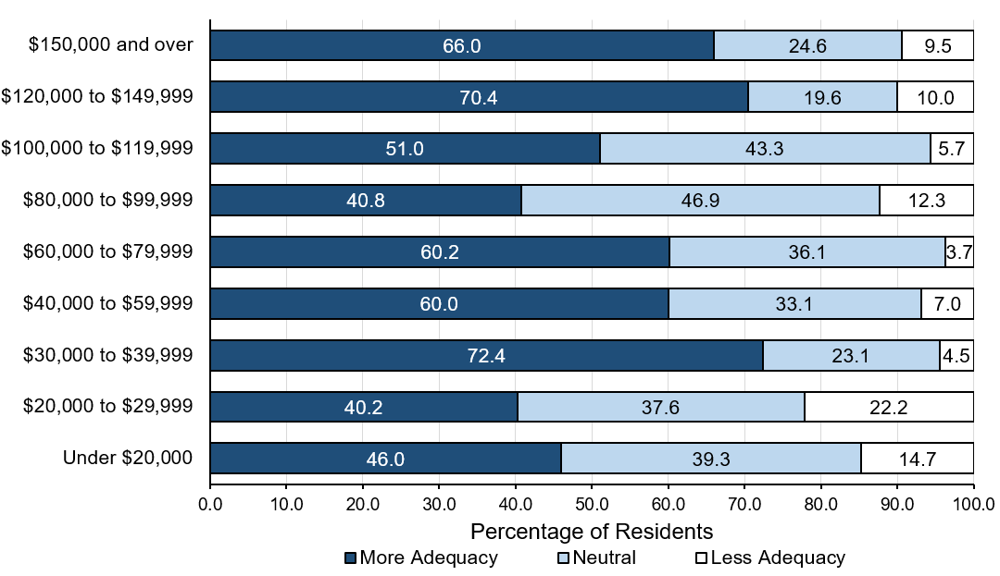 $150,000 and over 66.0 24.6 9.5
$120,000 to $149,999 70.4 19.6 10.0
$100,000 to $119,999 51.0 43.3 5.7
$80,000 to $99,999 40.8 46.9 12.3
$60,000 to $79,999 60.2 36.1 3.7
$40,000 to $59,999 60.0 33.1 7.0
$30,000 to $39,999 72.4 23.1 4.5
$20,000 to $29,999 40.2 37.6 22.2
Under $20,000 46.0 39.3 14.7
0.0 10.0 20.0 30.0 40.0 50.0 60.0 70.0 80.0 90.0 100.0
Percentage of Residents
More Adequacy Neutral Less Adequacy